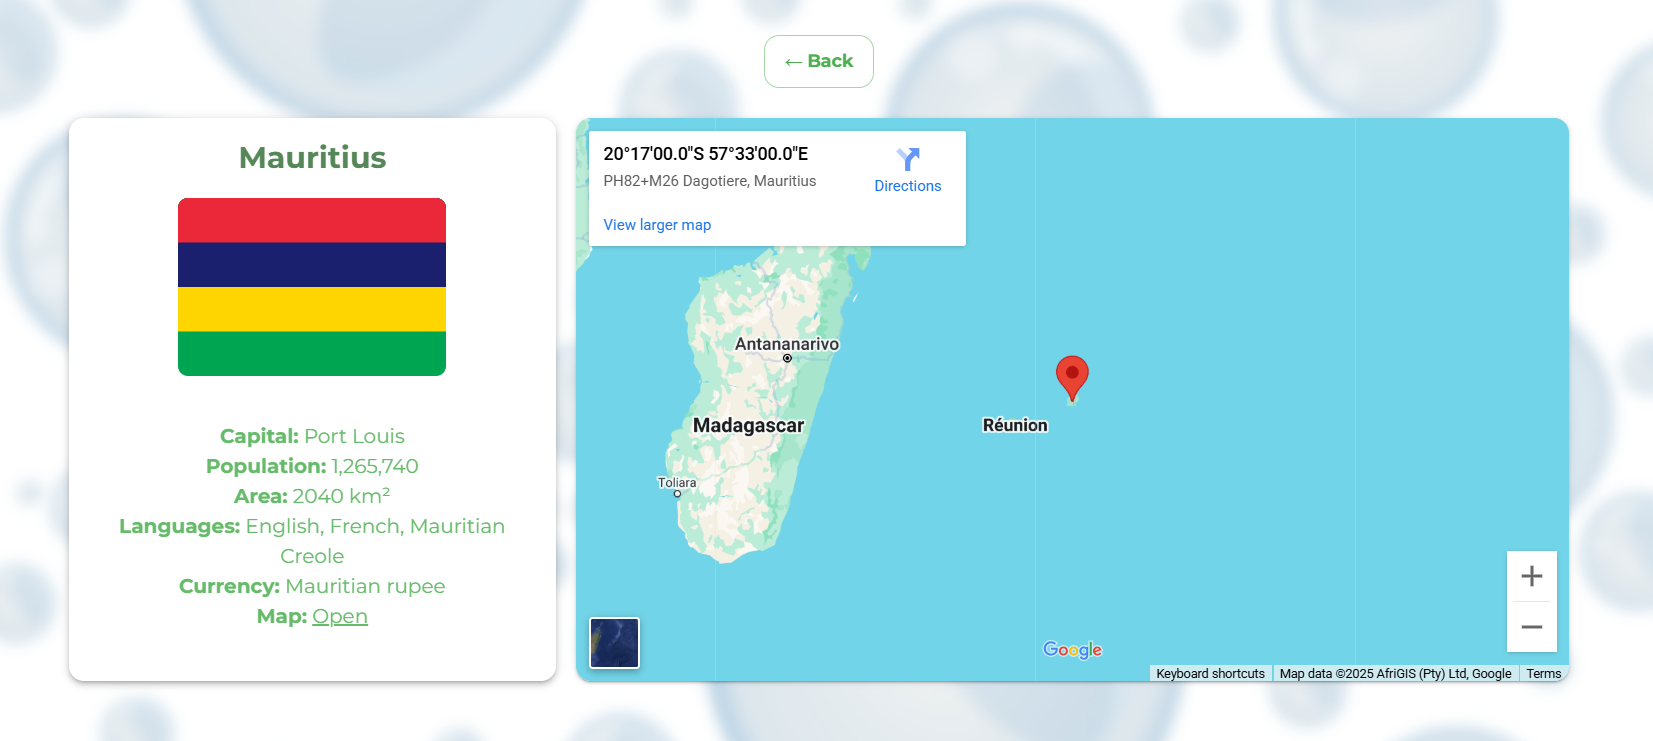 ← Back
Mauritius
Capital: Port Louis
Population: 1,265,740
Area: 2040 km²
Languages: English, French, Mauritian
Creole
Currency: Mauritian rupee
Map: Open
20°17'00.0"S 57°33'00.0"E
PH82+M26 Dagotiere, Mauritius
Directions
View larger map
Antananarivo
Madagascar
Réunion
Toliara
Google
Keyboard shortcuts
Map data ©2025 AfriGIS (Pty) Ltd, Google
Terms